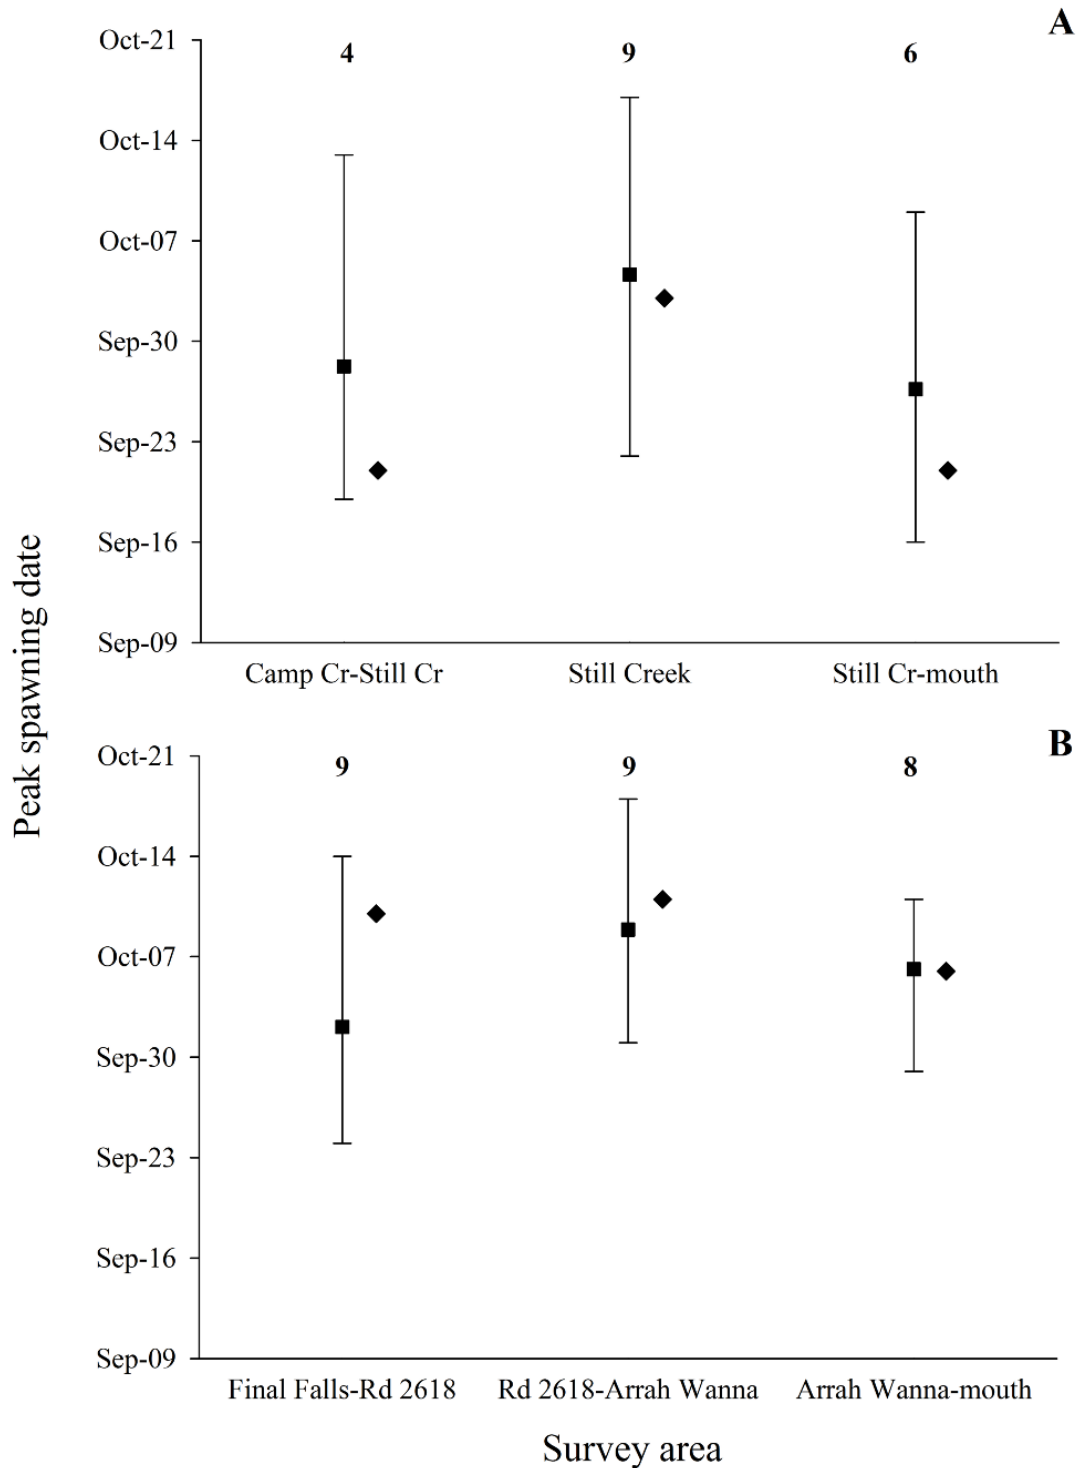 A
Oct-21
4 9 6
Oct-14
Oct-07
Sep-30
Sep-23
Sep-16
Sep-09
Camp Cr-Still Cr Still Creek Still Cr-mouth
Peak spawning date
B
Oct-21
9 9 8
Oct-14
Oct-07
Sep-30
Sep-23
Sep-16
Sep-09
Final Falls-Rd 2618 Rd 2618-Arrah Wanna Arrah Wanna-mouth
Survey area